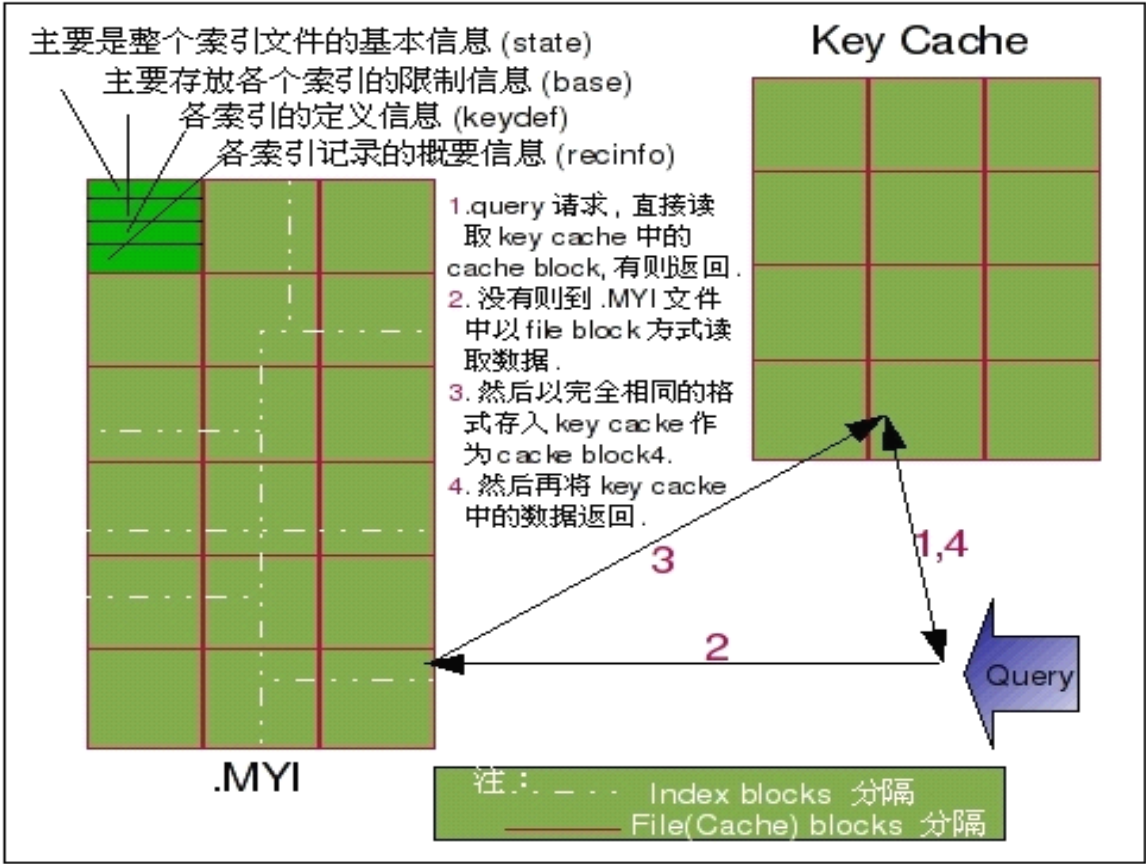 主要是整个索引文件的基本信息 (state)
主要存放各个索引的限制信息 (base)
各索引的定义信息 (keydef)
各索引记录的概要信息 (recinfo)
Key Cache
1.query 请求, 直接读
取 key cache 中的
cache block, 有则返回.
2. 没有则到 .MYI 文件
中以 file block 方式读
取数据.
3. 然后以完全相同的格
式存入 key cacke 作
为 cacke block4.
4. 然后再将 key cacke
中的数据返回.
3
1,4
2
Query
.MYI
注:
Index blocks 分隔
File(Cache) blocks 分隔